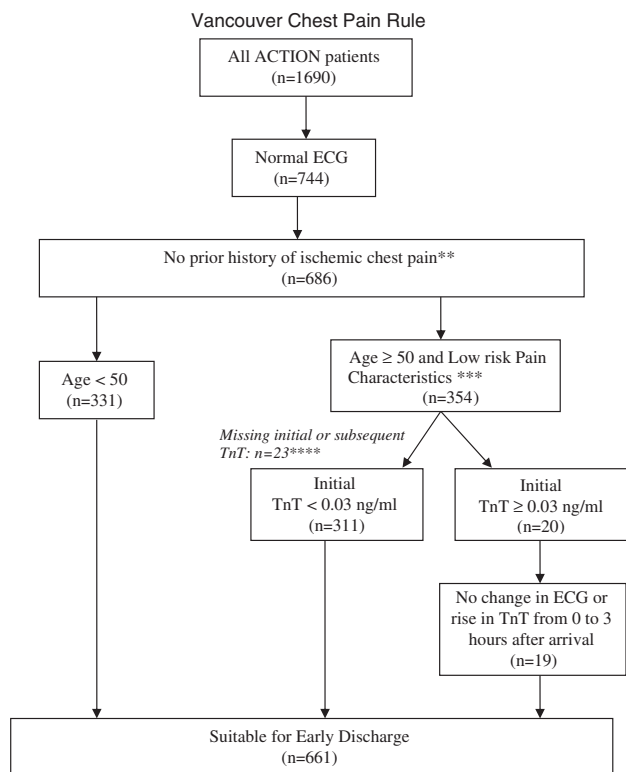 Vancouver Chest Pain Rule
All ACTION patients
(n=1690)
Normal ECG
(n=744)
No prior history of ischemic chest pain**
(n=686)
Age < 50
(n=331)
Age ≥ 50 and Low risk Pain
Characteristics ***
(n=354)
Missing initial or subsequent
TnT: n=23****
Initial
TnT < 0.03 ng/ml
(n=311)
Initial
TnT ≥ 0.03 ng/ml
(n=20)
No change in ECG or
rise in TnT from 0 to 3
hours after arrival
(n=19)
Suitable for Early Discharge
(n=661)